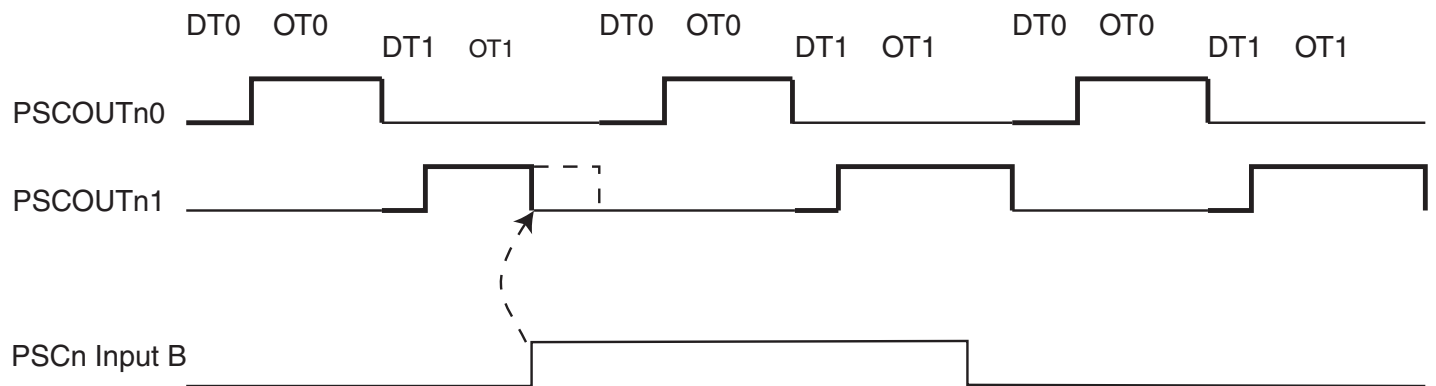 DT0 OT0 DT1 OT1 DT0 OT0 DT1 OT1 DT0 OT0 DT1 OT1
PSCOUTn0
PSCOUTn1
PSCn Input B